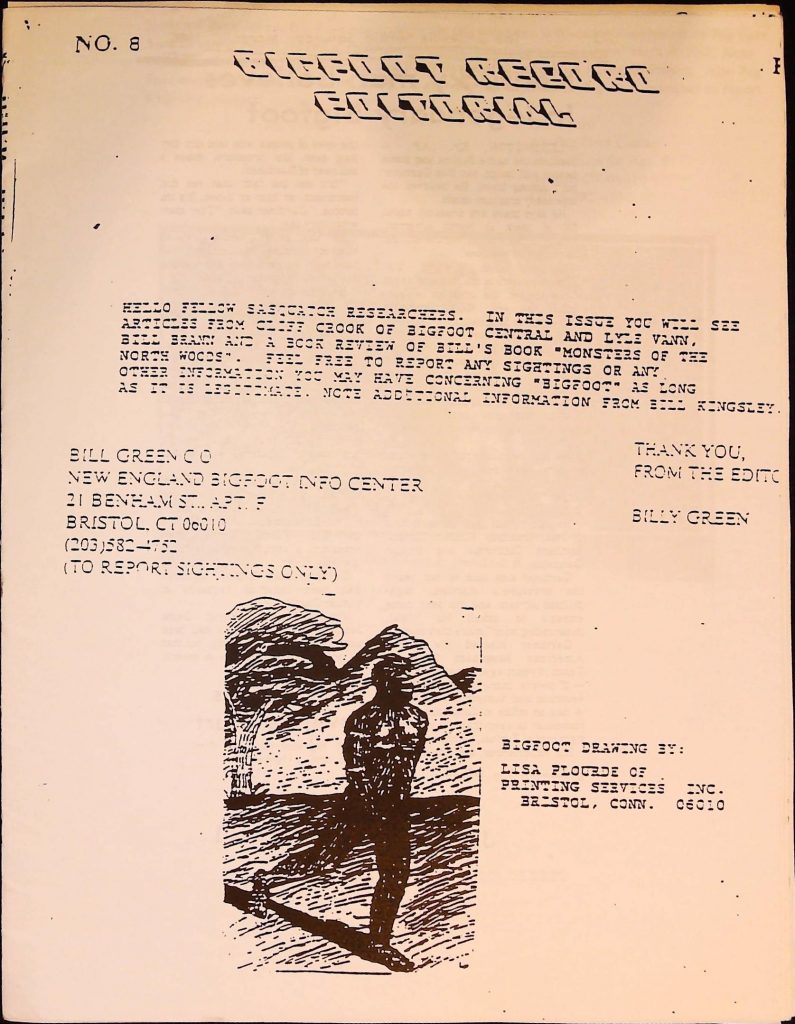 NO. 8
BIGFOOT RECORD
EDITORIAL
HELLO FELLOW SASQUATCH RESEARCHERS. IN THIS ISSUE YOU WILL SEE
ARTICLES FROM CLIFF CROOK OF BIGFOOT CENTRAL AND LYLE VANN,
BILL BRANN AND A BOOK REVIEW OF BILL'S BOOK "MONSTERS OF THE
NORTH WOODS". FEEL FREE TO REPORT ANY SIGHTINGS OR ANY
OTHER INFORMATION YOU MAY HAVE CONCERNING "BIGFOOT" AS LONG
AS IT IS LEGITIMATE. NOTE ADDITIONAL INFORMATION FROM BILL KINGSLEY.
BILL GREEN C O
NEW ENGLAND BIGFOOT INFO CENTER
21 BENHAM ST., APT. F
BRISTOL, CT 06010
(203)582-4752
(TO REPORT SIGHTINGS ONLY)
THANK YOU,
FROM THE EDITO
BILLY GREEN
BIGFOOT DRAWING BY:
LISA PLOURDE OF
PRINTING SERVICES INC.
BRISTOL, CONN. 06010